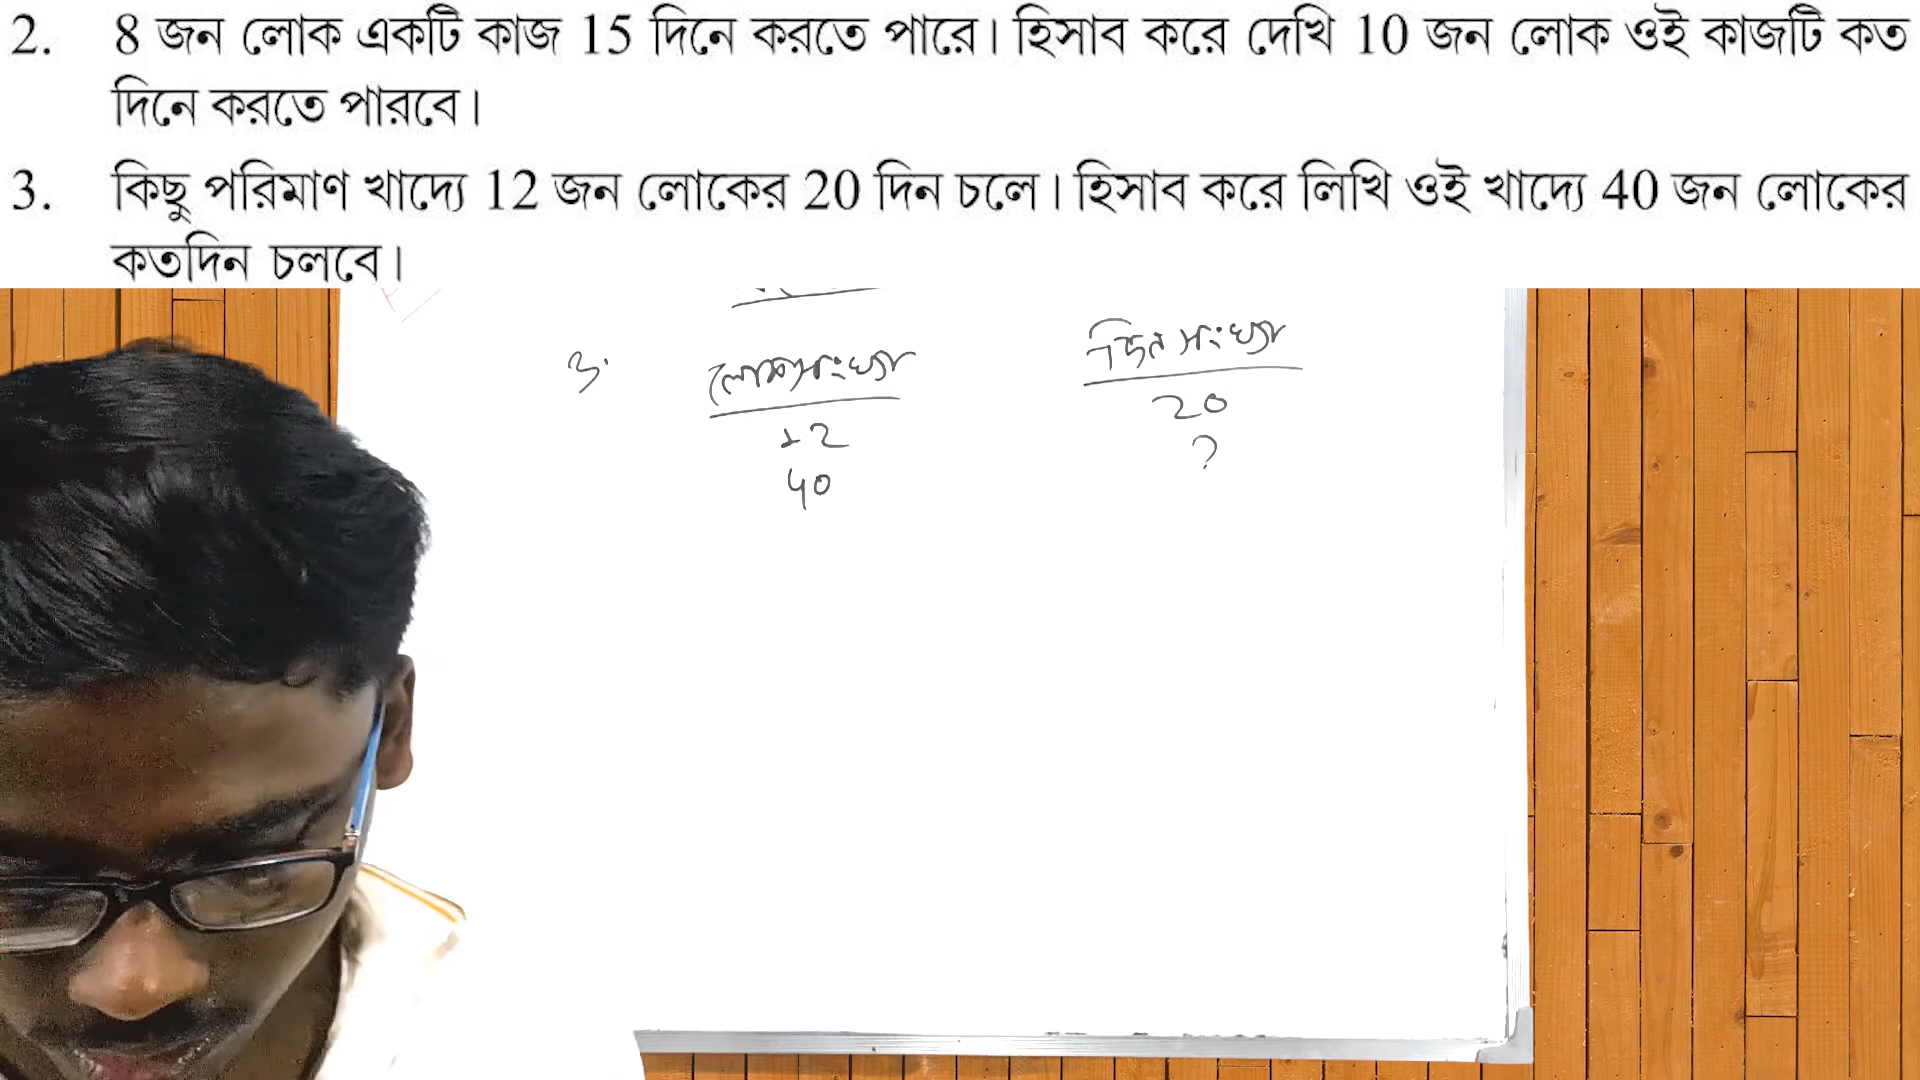 2. 8 জন লোক একটি কাজ 15 দিনে করতে পারে। হিসাব করে দেখি 10 জন লোক ওই কাজটি কত
দিনে করতে পারবে।
3. কিছু পরিমাণ খাদ্যে 12 জন লোকের 20 দিন চলে। হিসাব করে লিখি ওই খাদ্যে 40 জন লোকের
কতদিন চলবে।
3. লোকসংখ্যা দিন সংখ্যা
12 20
40 ?